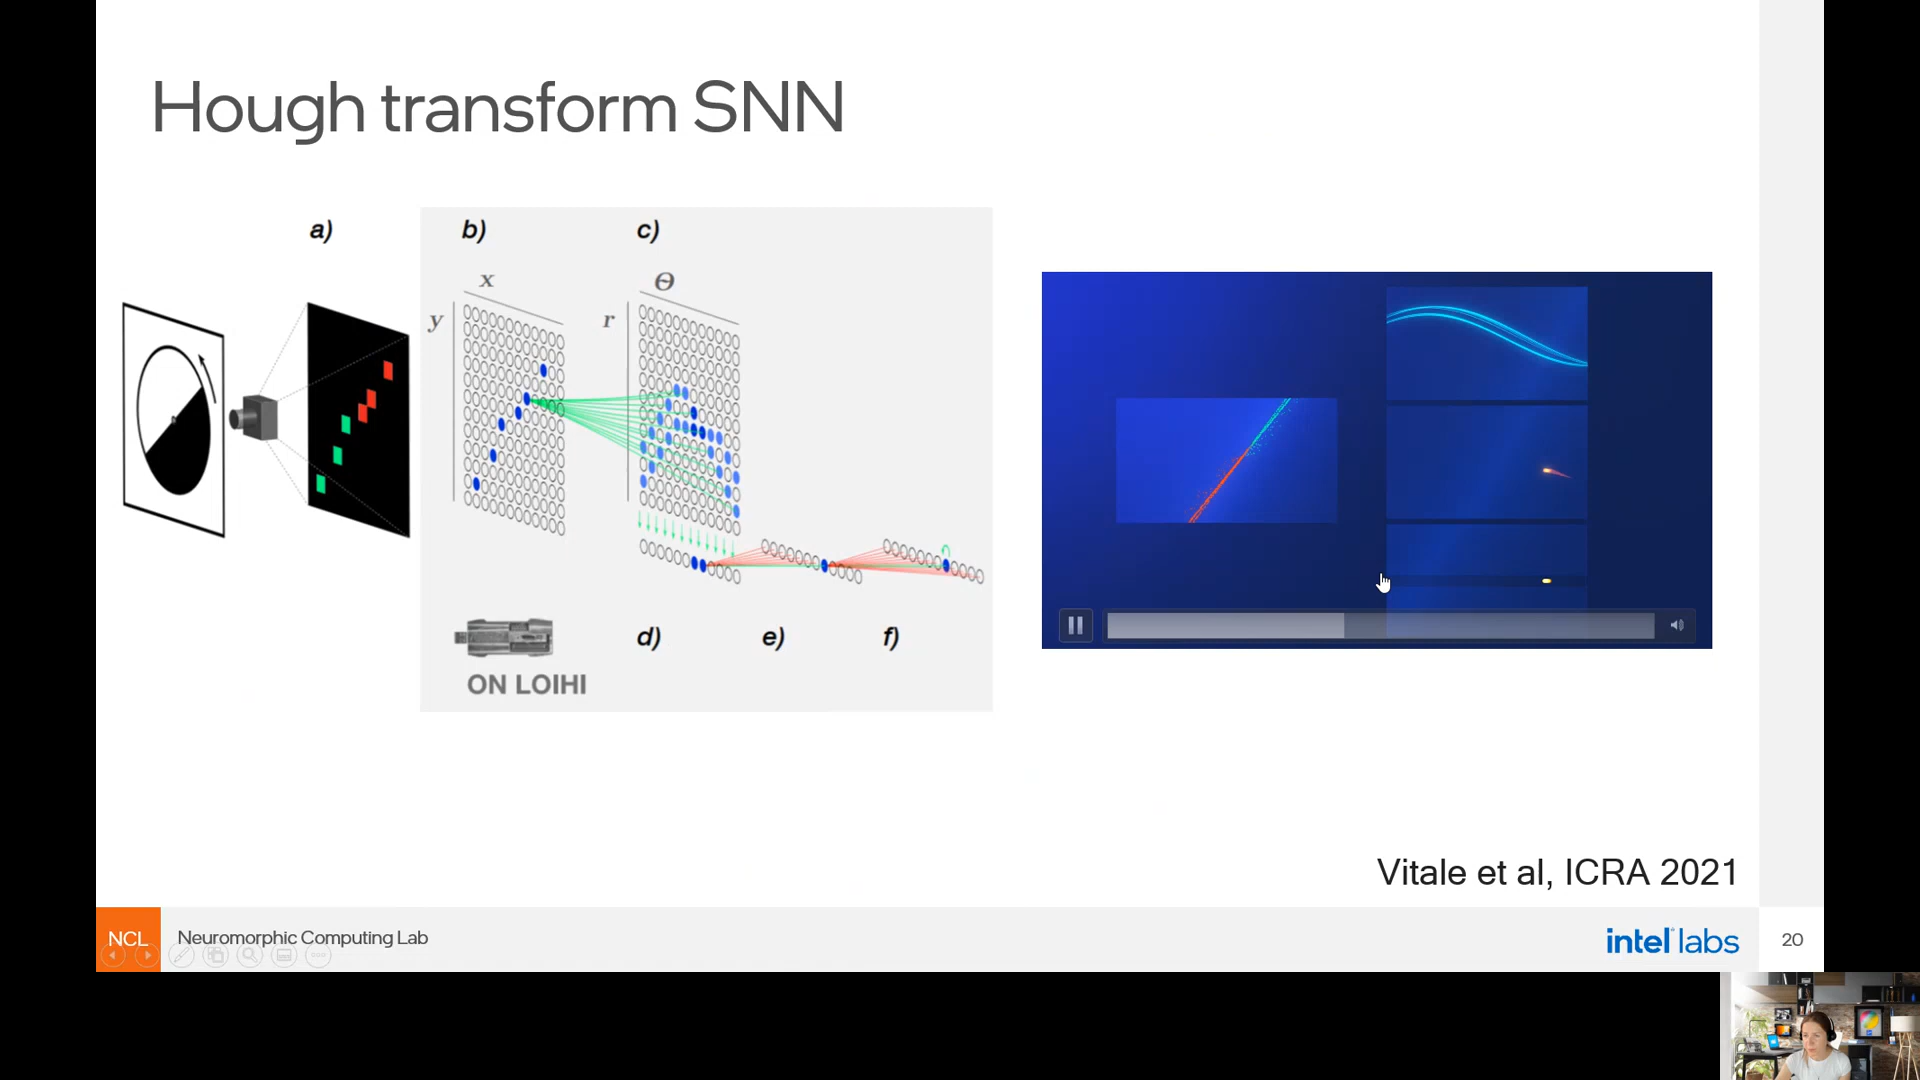 Hough transform SNN
a)
b)
c)
x
y
Θ
r
d)
e)
f)
ON LOIHI
Vitale et al, ICRA 2021
NCL
Neuromorphic Computing Lab
intel labs
20